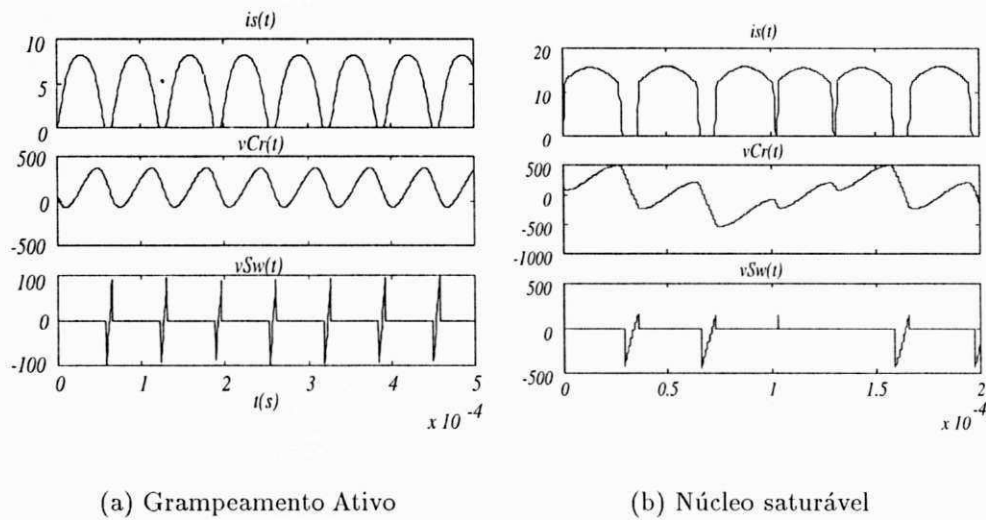 is(t)
10
5
0
vCr(t)
500
0
-500
vSw(t)
100
0
-100
0 1 2 3 4 5
t(s)
x 10 -4
is(t)
20
10
0
vCr(t)
500
0
-500
-1000
vSw(t)
500
0
-500
0 0.5 1 1.5 2
x 10 -4
(a) Grampeamento Ativo
(b) Núcleo saturável